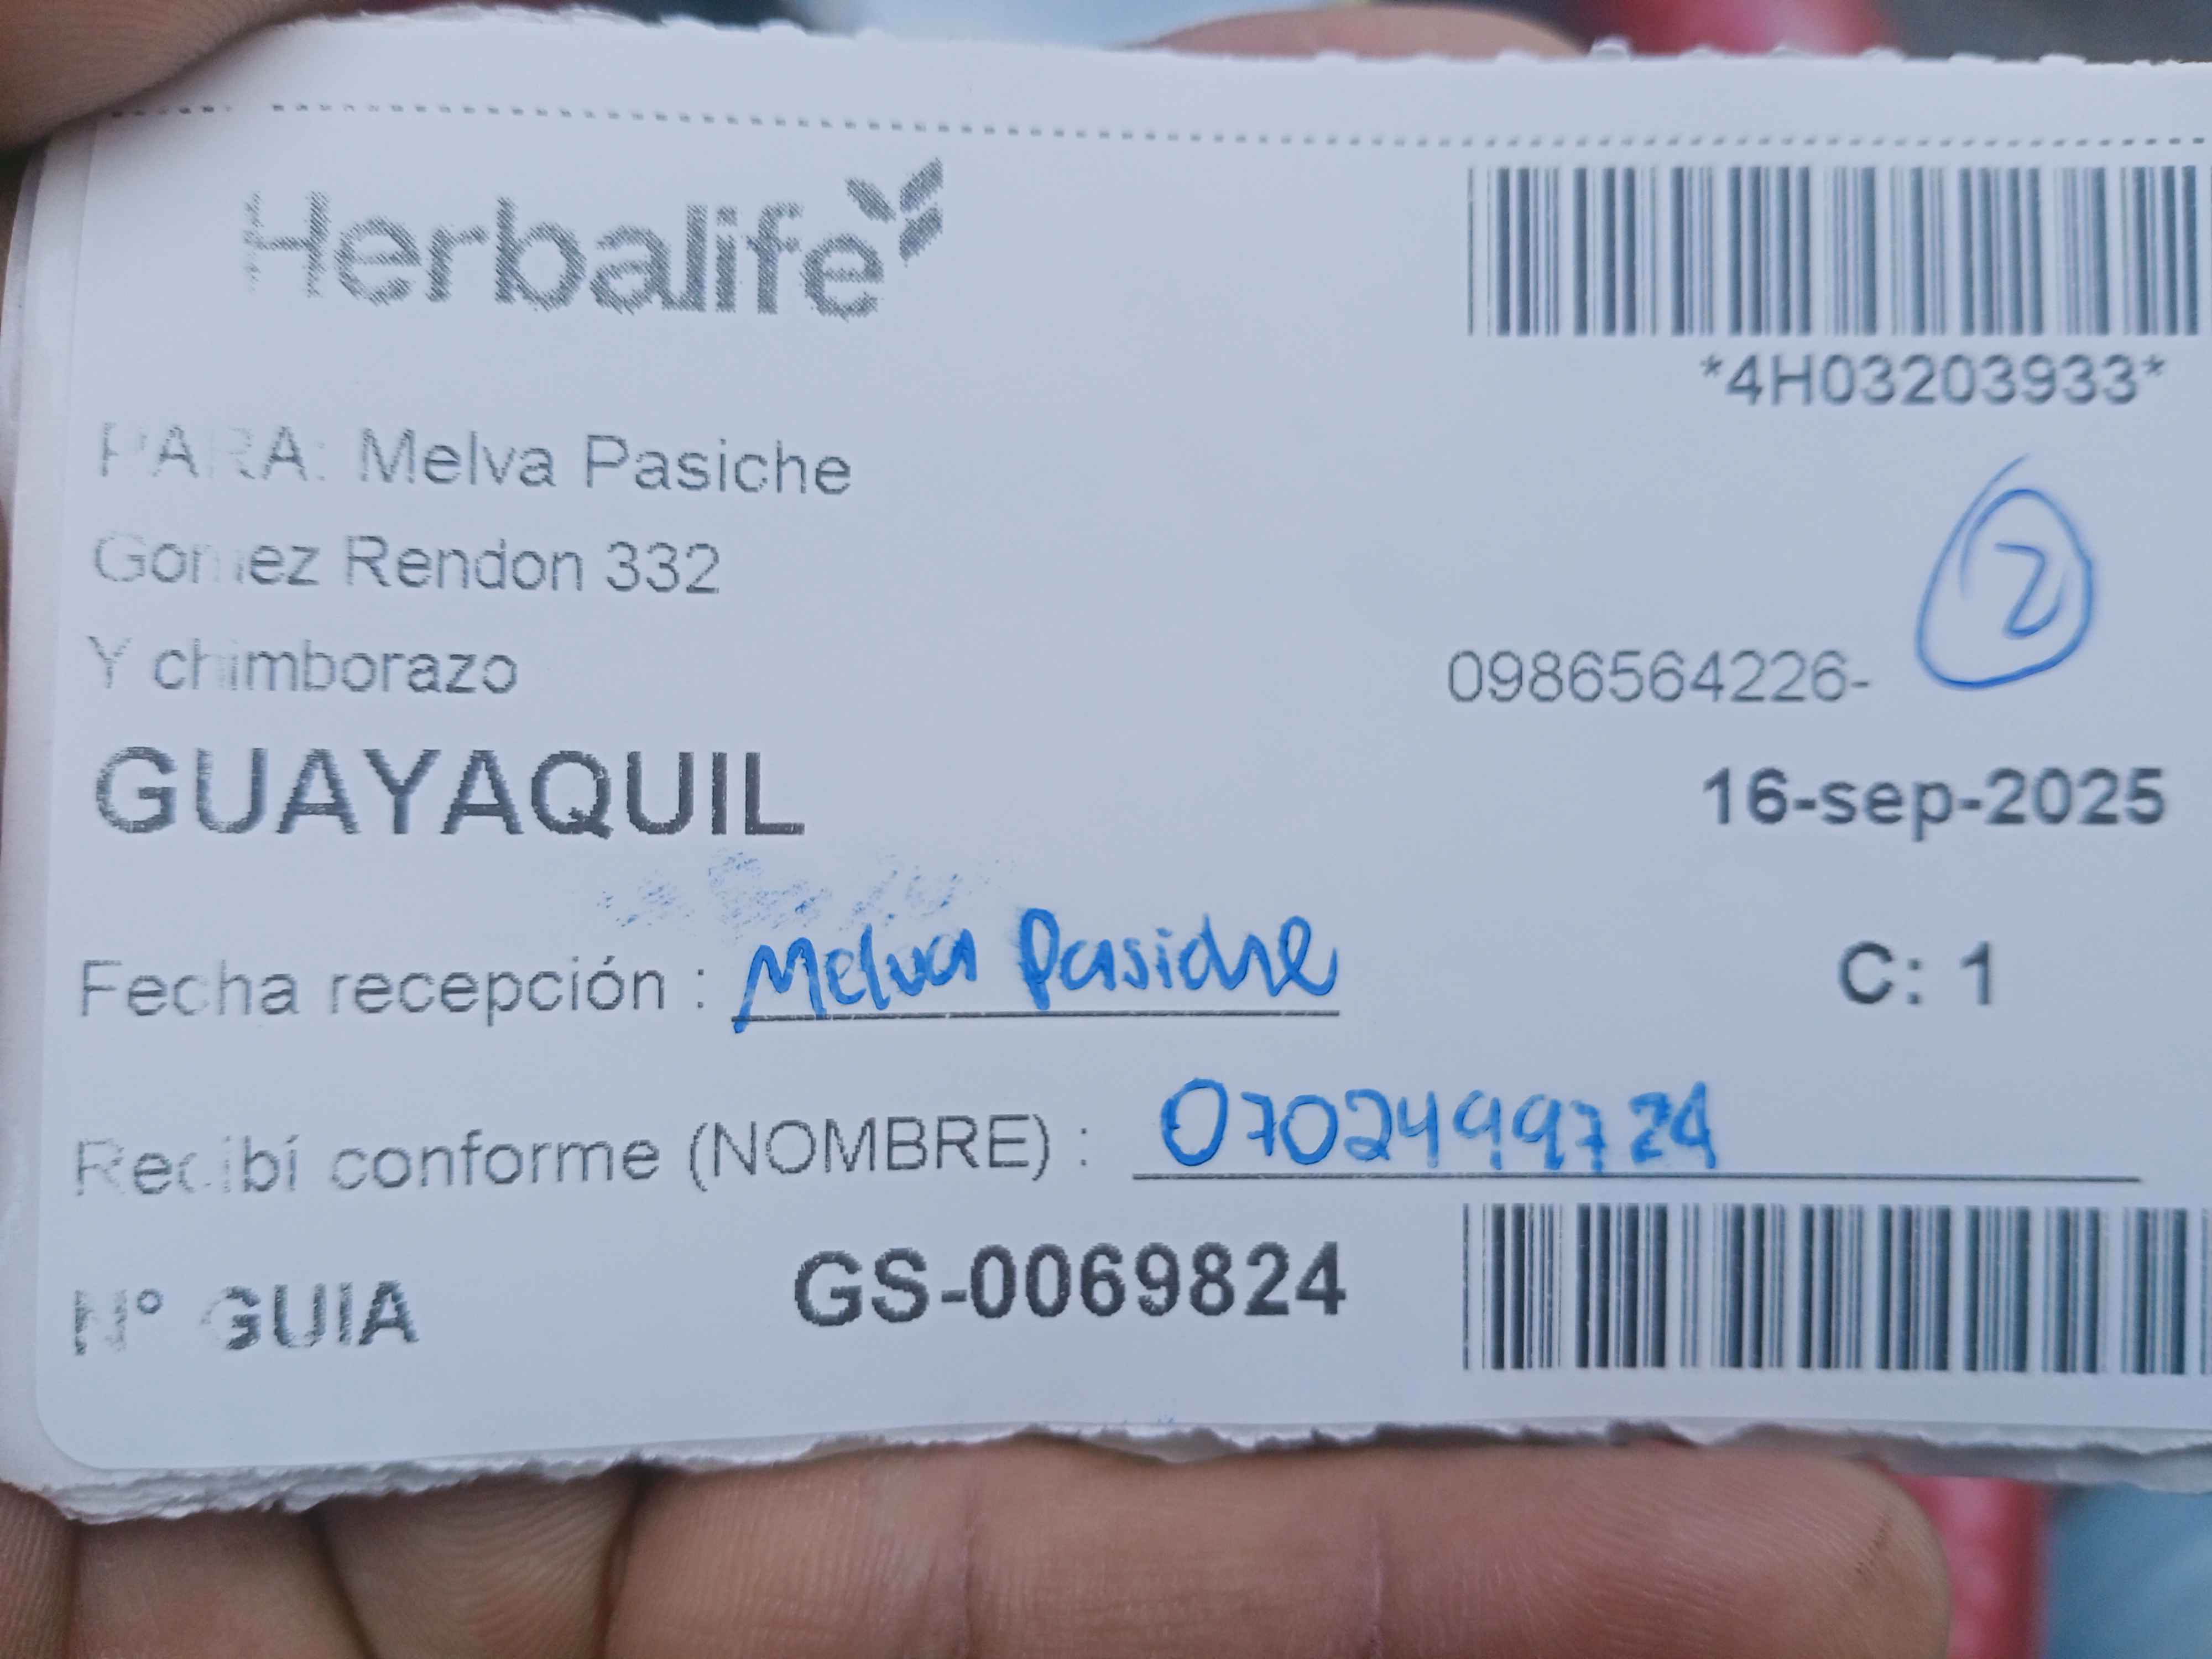 Herbalife
*4H03203933*
PARA: Melva Pasiche
Gomez Rendon 332
Y chimborazo
0986564226-
2
GUAYAQUIL
16-sep-2025
Fecha recepción : Melva Pasiche
C: 1
Recibí conforme (NOMBRE) :
N° GUIA GS-0069824